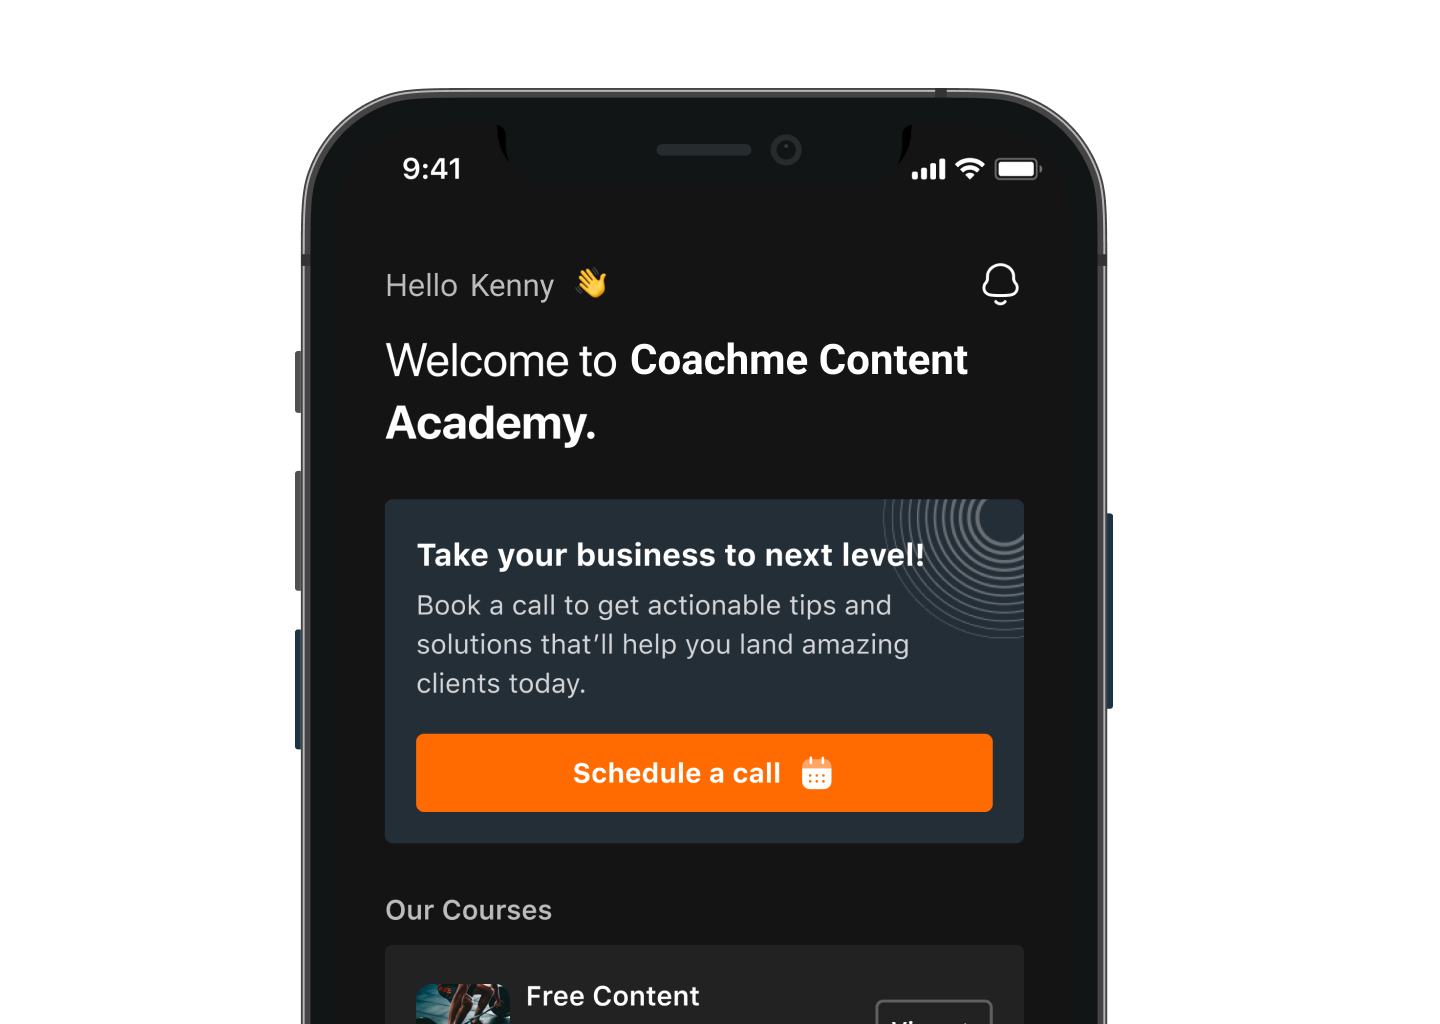 9:41
Hello Kenny 👋
Welcome to Coachme Content
Academy.
Take your business to next level!
Book a call to get actionable tips and
solutions that’ll help you land amazing
clients today.
Schedule a call
Our Courses
Free Content